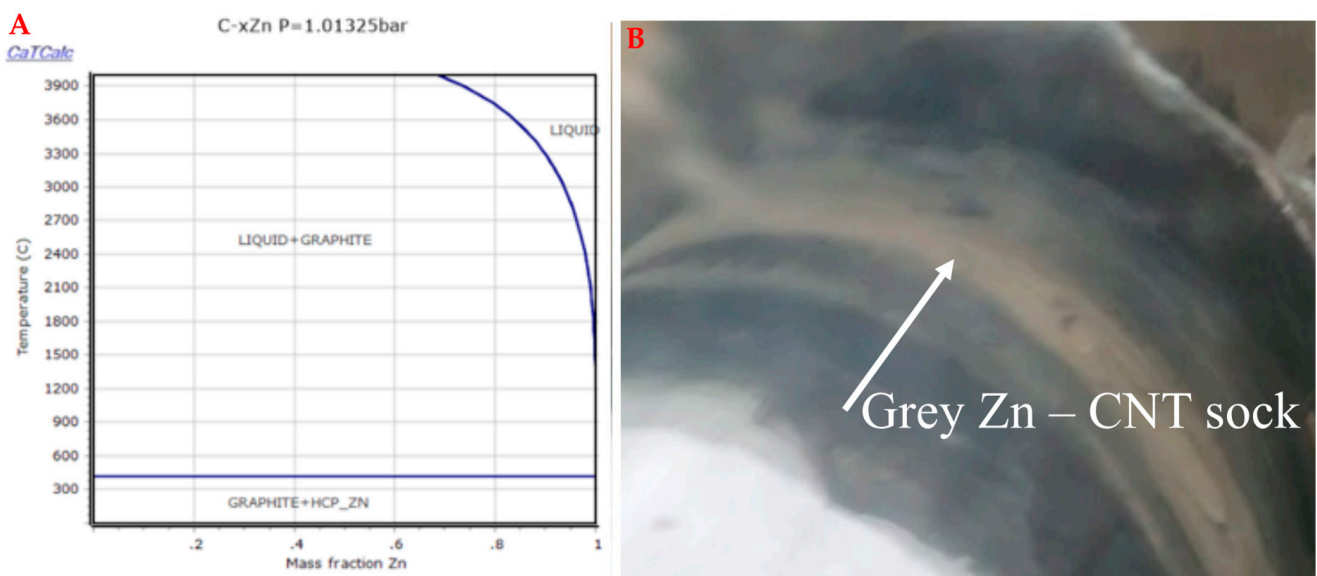 A
C-xZn P=1.01325bar
CaTCalc
3900
3600
3300
3000
2700
2400
2100
1800
1500
1200
900
600
300
Temperature (C)
LIQUID
LIQUID+GRAPHITE
GRAPHITE+HCP_ZN
.2
.4
.6
.8
1
Mass fraction Zn
B
Grey Zn – CNT sock